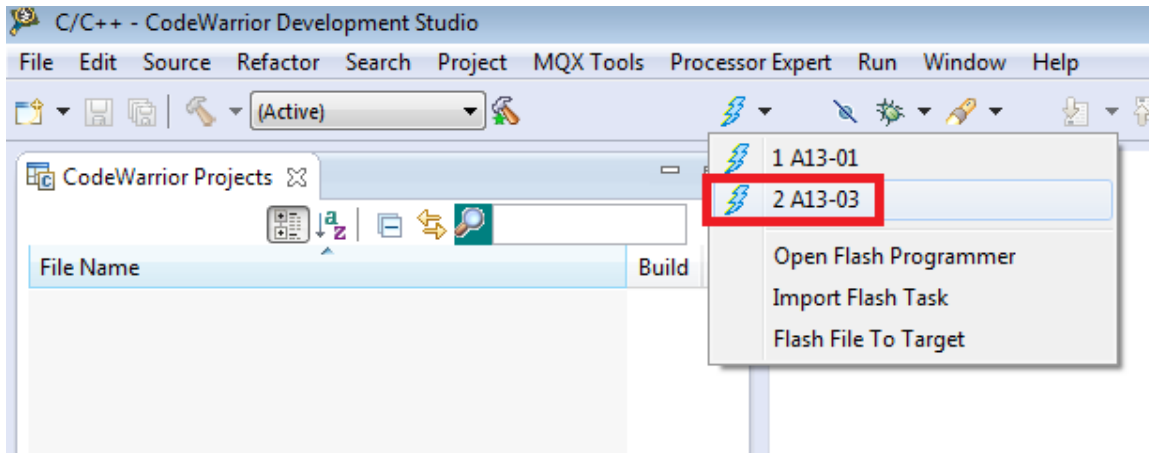 C/C++ - CodeWarrior Development Studio
File Edit Source Refactor Search Project MQX Tools Processor Expert Run Window Help
(Active)
1 A13-01
CodeWarrior Projects
2 A13-03
File Name Build
Open Flash Programmer
Import Flash Task
Flash File To Target